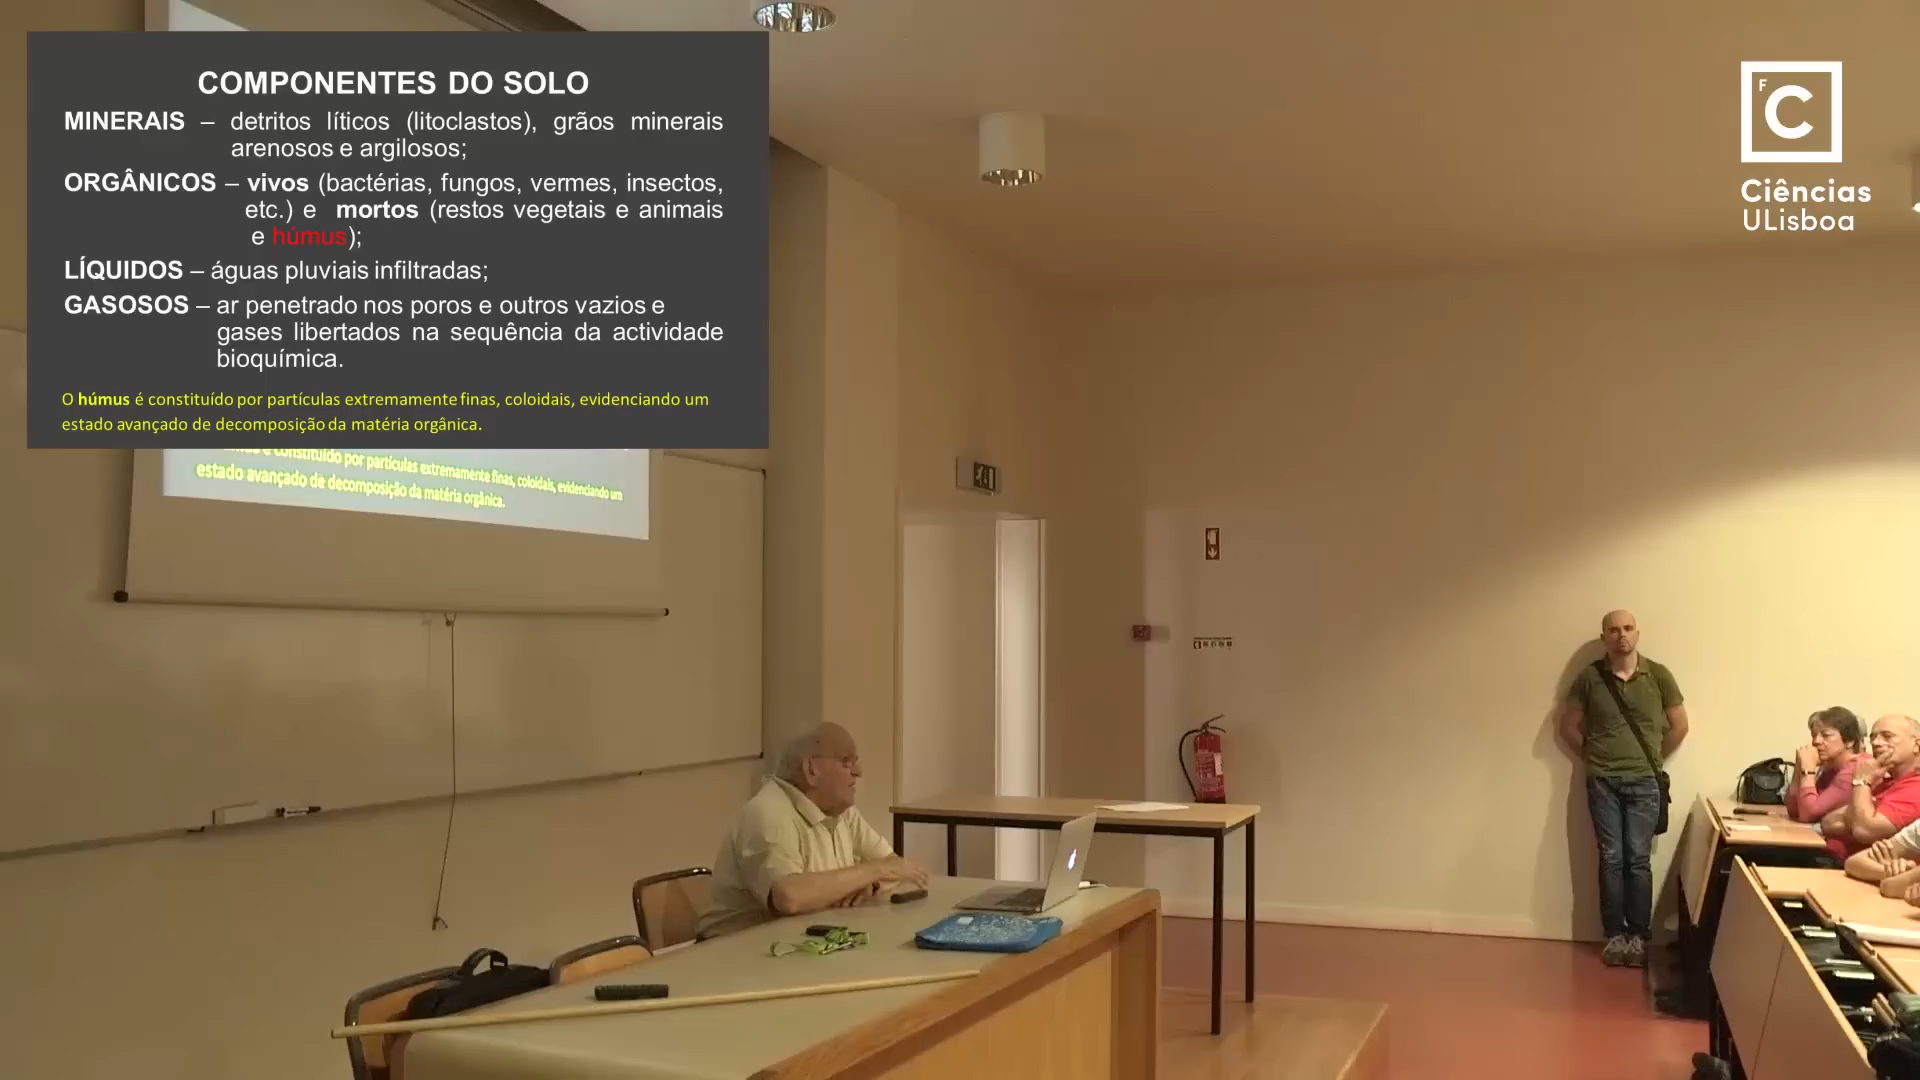 COMPONENTES DO SOLO
MINERAIS – detritos líticos (litoclastos), grãos minerais
arenosos e argilosos;
ORGÂNICOS – vivos (bactérias, fungos, vermes, insectos,
etc.) e mortos (restos vegetais e animais
e húmus);
LÍQUIDOS – águas pluviais infiltradas;
GASOSOS – ar penetrado nos poros e outros vazios e
gases libertados na sequência da actividade
bioquímica.
O húmus é constituído por partículas extremamente finas, coloidais, evidenciando um
estado avançado de decomposição da matéria orgânica.
é constituído por partículas extremamente finas, coloidais, evidenciando um
estado avançado de decomposição da matéria orgânica.
F
C
Ciências
ULisboa